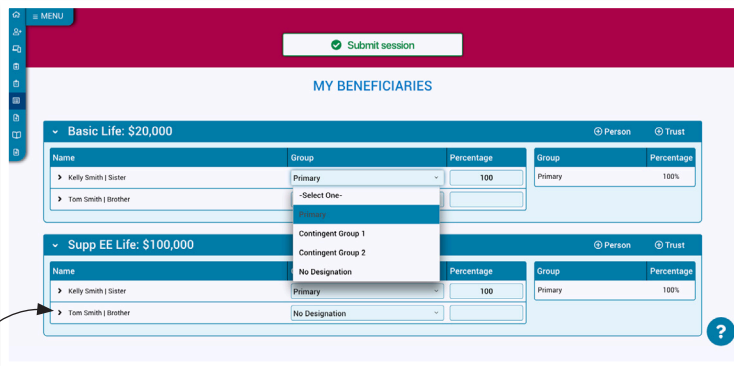 ≡ MENU
Submit session
MY BENEFICIARIES
Basic Life: $20,000 Person Trust
Name Group Percentage Group Percentage
Kelly Smith | Sister Primary 100 Primary 100%
Tom Smith | Brother
-Select One-
Primary
Contingent Group 1
Contingent Group 2
No Designation
Supp EE Life: $100,000 Person Trust
Name Percentage Group Percentage
Kelly Smith | Sister Primary 100 Primary 100%
Tom Smith | Brother No Designation
?